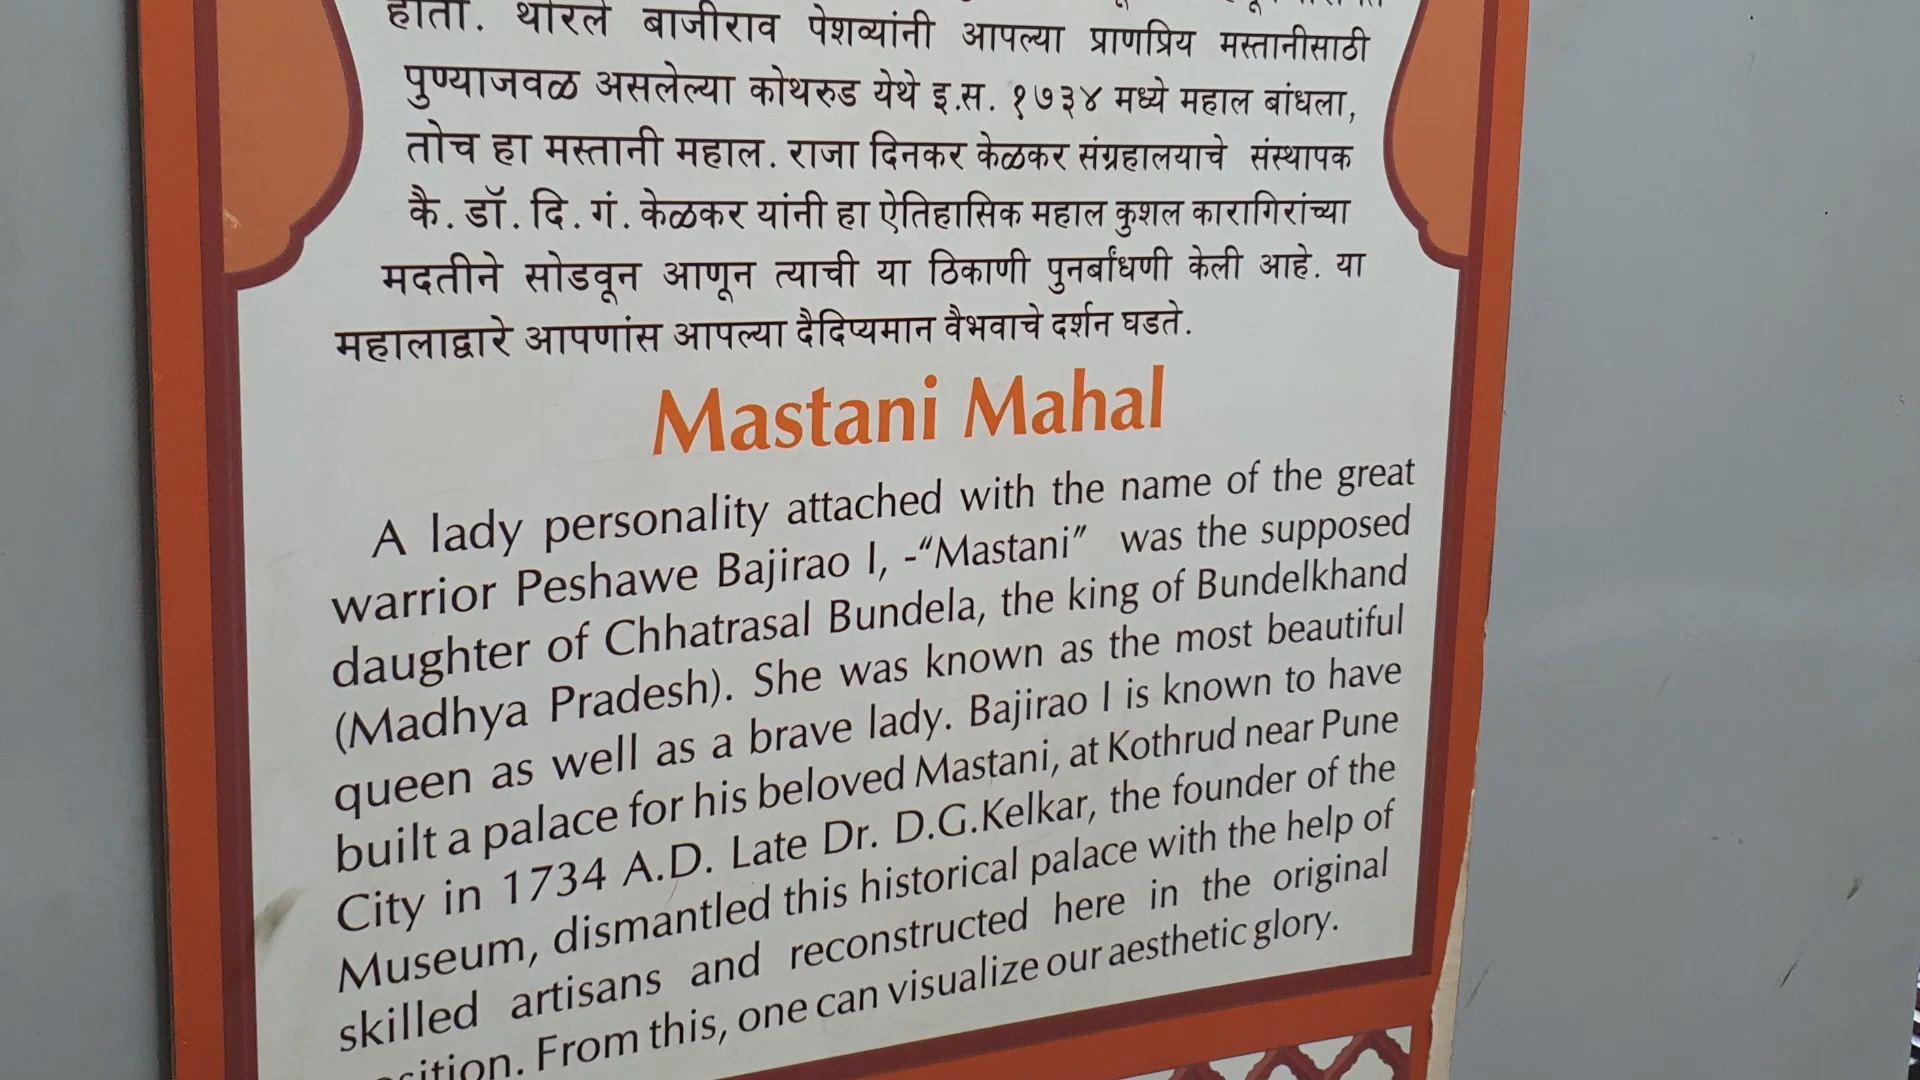 होता. थोरले बाजीराव पेशव्यांनी आपल्या प्राणप्रिय मस्तानीसाठी
पुण्याजवळ असलेल्या कोथरुड येथे इ.स. १७३४ मध्ये महाल बांधला,
तोच हा मस्तानी महाल. राजा दिनकर केळकर संग्रहालयाचे संस्थापक
कै. डॉ. दि. गं. केळकर यांनी हा ऐतिहासिक महाल कुशल कारागिरांच्या
मदतीने सोडवून आणून त्याची या ठिकाणी पुनर्बांधणी केली आहे. या
महालाद्वारे आपणांस आपल्या दैदिप्यमान वैभवाचे दर्शन घडते.
Mastani Mahal
A lady personality attached with the name of the great
warrior Peshawe Bajirao I, -“Mastani” was the supposed
daughter of Chhatrasal Bundela, the king of Bundelkhand
(Madhya Pradesh). She was known as the most beautiful
queen as well as a brave lady. Bajirao I is known to have
built a palace for his beloved Mastani, at Kothrud near Pune
City in 1734 A.D. Late Dr. D.G.Kelkar, the founder of the
Museum, dismantled this historical palace with the help of
skilled artisans and reconstructed here in the original
From this, one can visualize our aesthetic glory.